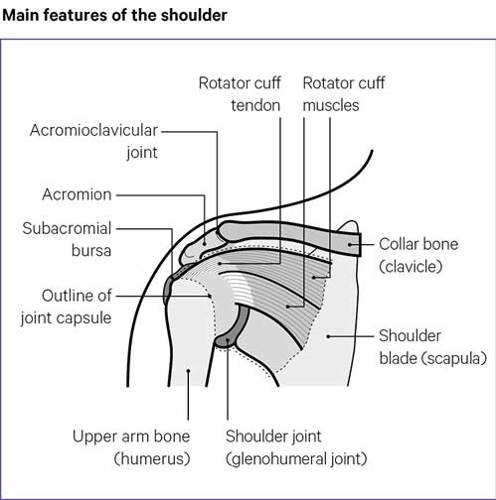 Main features of the shoulder
Rotator cuff
tendon
Rotator cuff
muscles
Acromioclavicular
joint
Acromion
Subacromial
bursa
Outline of
joint capsule
Collar bone
(clavicle)
Shoulder
blade (scapula)
Upper arm bone
(humerus)
Shoulder joint
(glenohumeral joint)